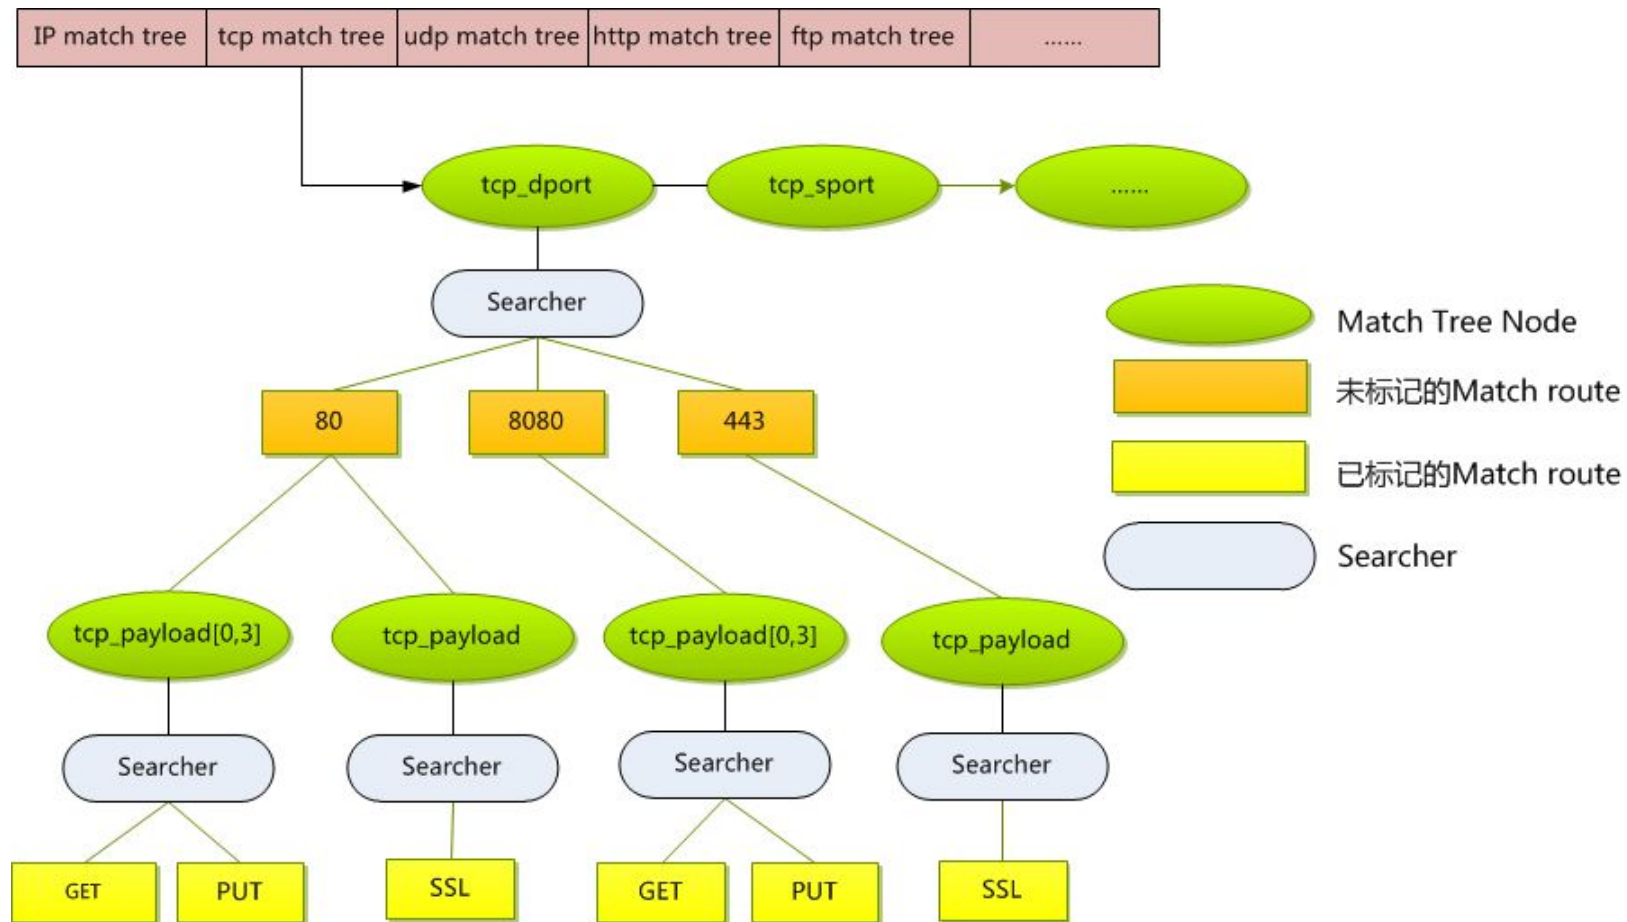 IP match tree
tcp match tree
udp match tree
http match tree
ftp match tree
......
tcp_dport
tcp_sport
......
Searcher
Match Tree Node
未标记的Match route
80
8080
443
已标记的Match route
Searcher
tcp_payload[0,3]
tcp_payload
tcp_payload[0,3]
tcp_payload
Searcher
Searcher
Searcher
Searcher
GET
PUT
SSL
GET
PUT
SSL